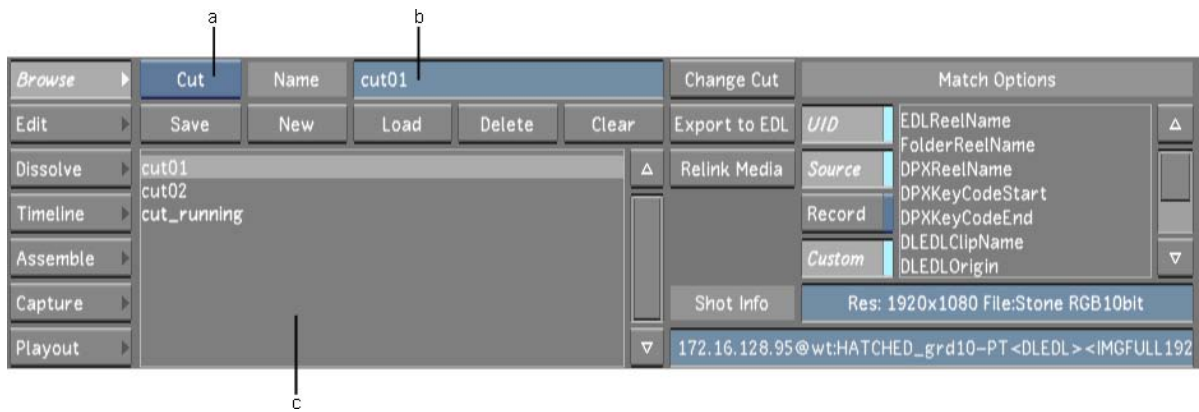 a b
Browse Cut Name cut01 Change Cut Match Options
Edit Save New Load Delete Clear Export to EDL UID EDLReelName
FolderReelName
Dissolve cut01 Relink Media Source DPXReelName
cut02 DPXKeyCodeStart
Timeline cut_running Record DPXKeyCodeEnd
DLEDLClipName
Assemble Custom DLEDLOrigin
Capture Shot Info Res: 1920x1080 File:Stone RGB10bit
Playout 172.16.128.95@wt:HATCHED_grd10-PT<DLEDL><IMGFULL192
c